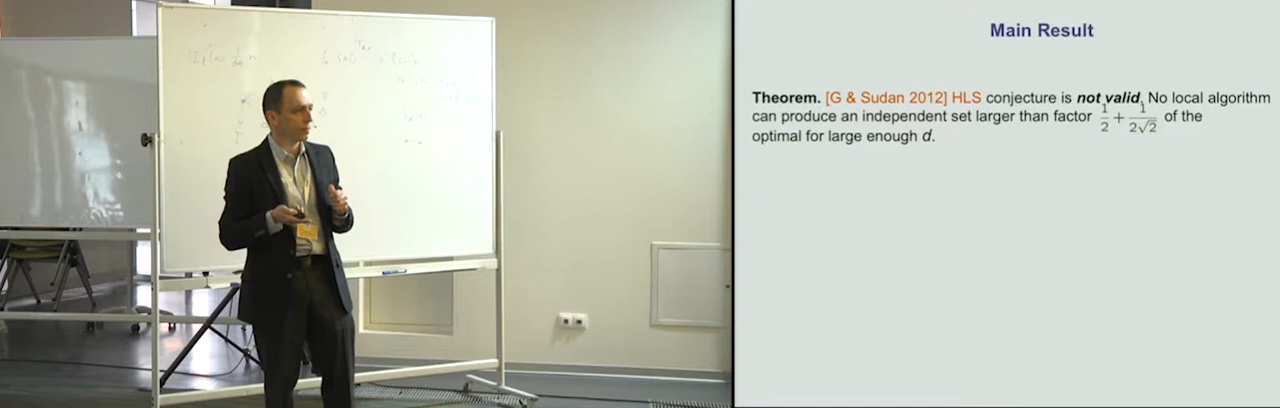 Main Result
Theorem. [G & Sudan 2012] HLS conjecture is not valid. No local algorithm
can produce an independent set larger than factor 1/2 + 1/(2√2) of the
optimal for large enough d.